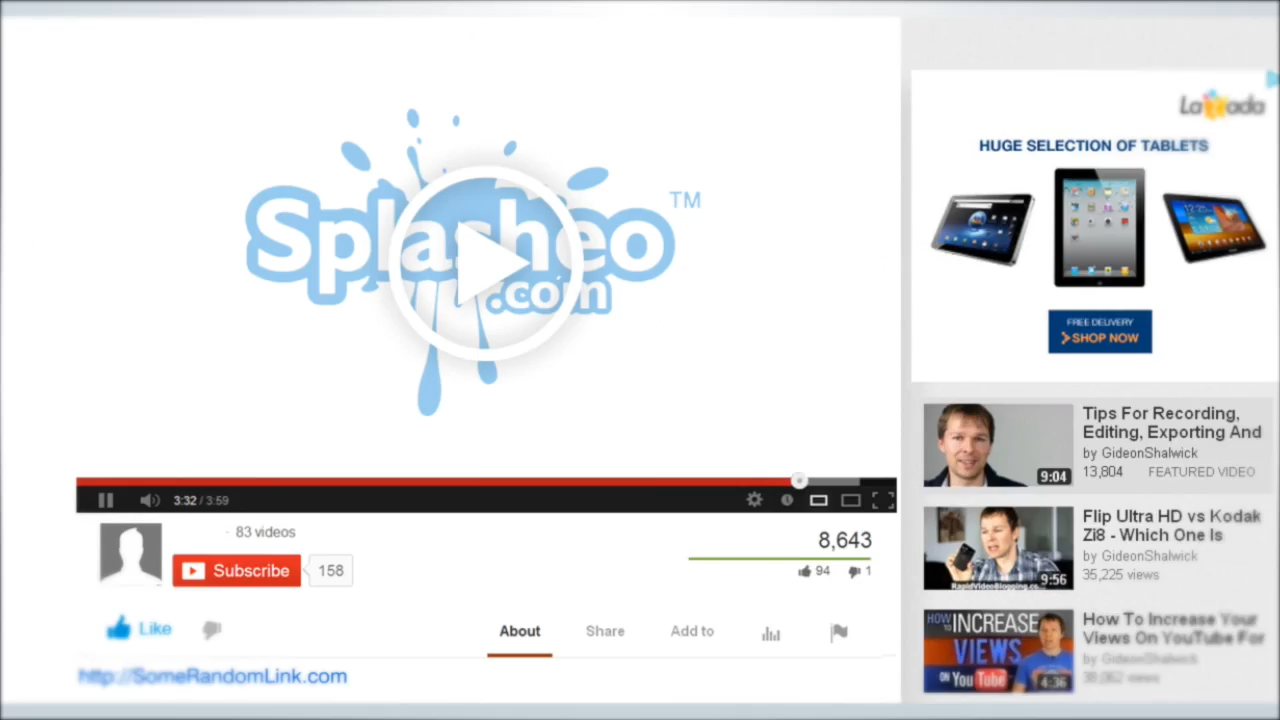 Splasheo
TM
.com
3:32 / 3:59
83 videos
Subscribe
158
8,643
94
1
Like
About
Share
Add to
http://SomeRandomLink.com
HUGE SELECTION OF TABLETS
FREE DELIVERY
SHOP NOW
9:04
Tips For Recording,
Editing, Exporting And
by GideonShalwick
13,804 FEATURED VIDEO
9:56
Flip Ultra HD vs Kodak
Zi8 - Which One Is
by GideonShalwick
35,225 views
HOW TO INCREASE
VIEWS
ON YouTube
4:36
How To Increase Your
Views On YouTube For
by GideonShalwick
views